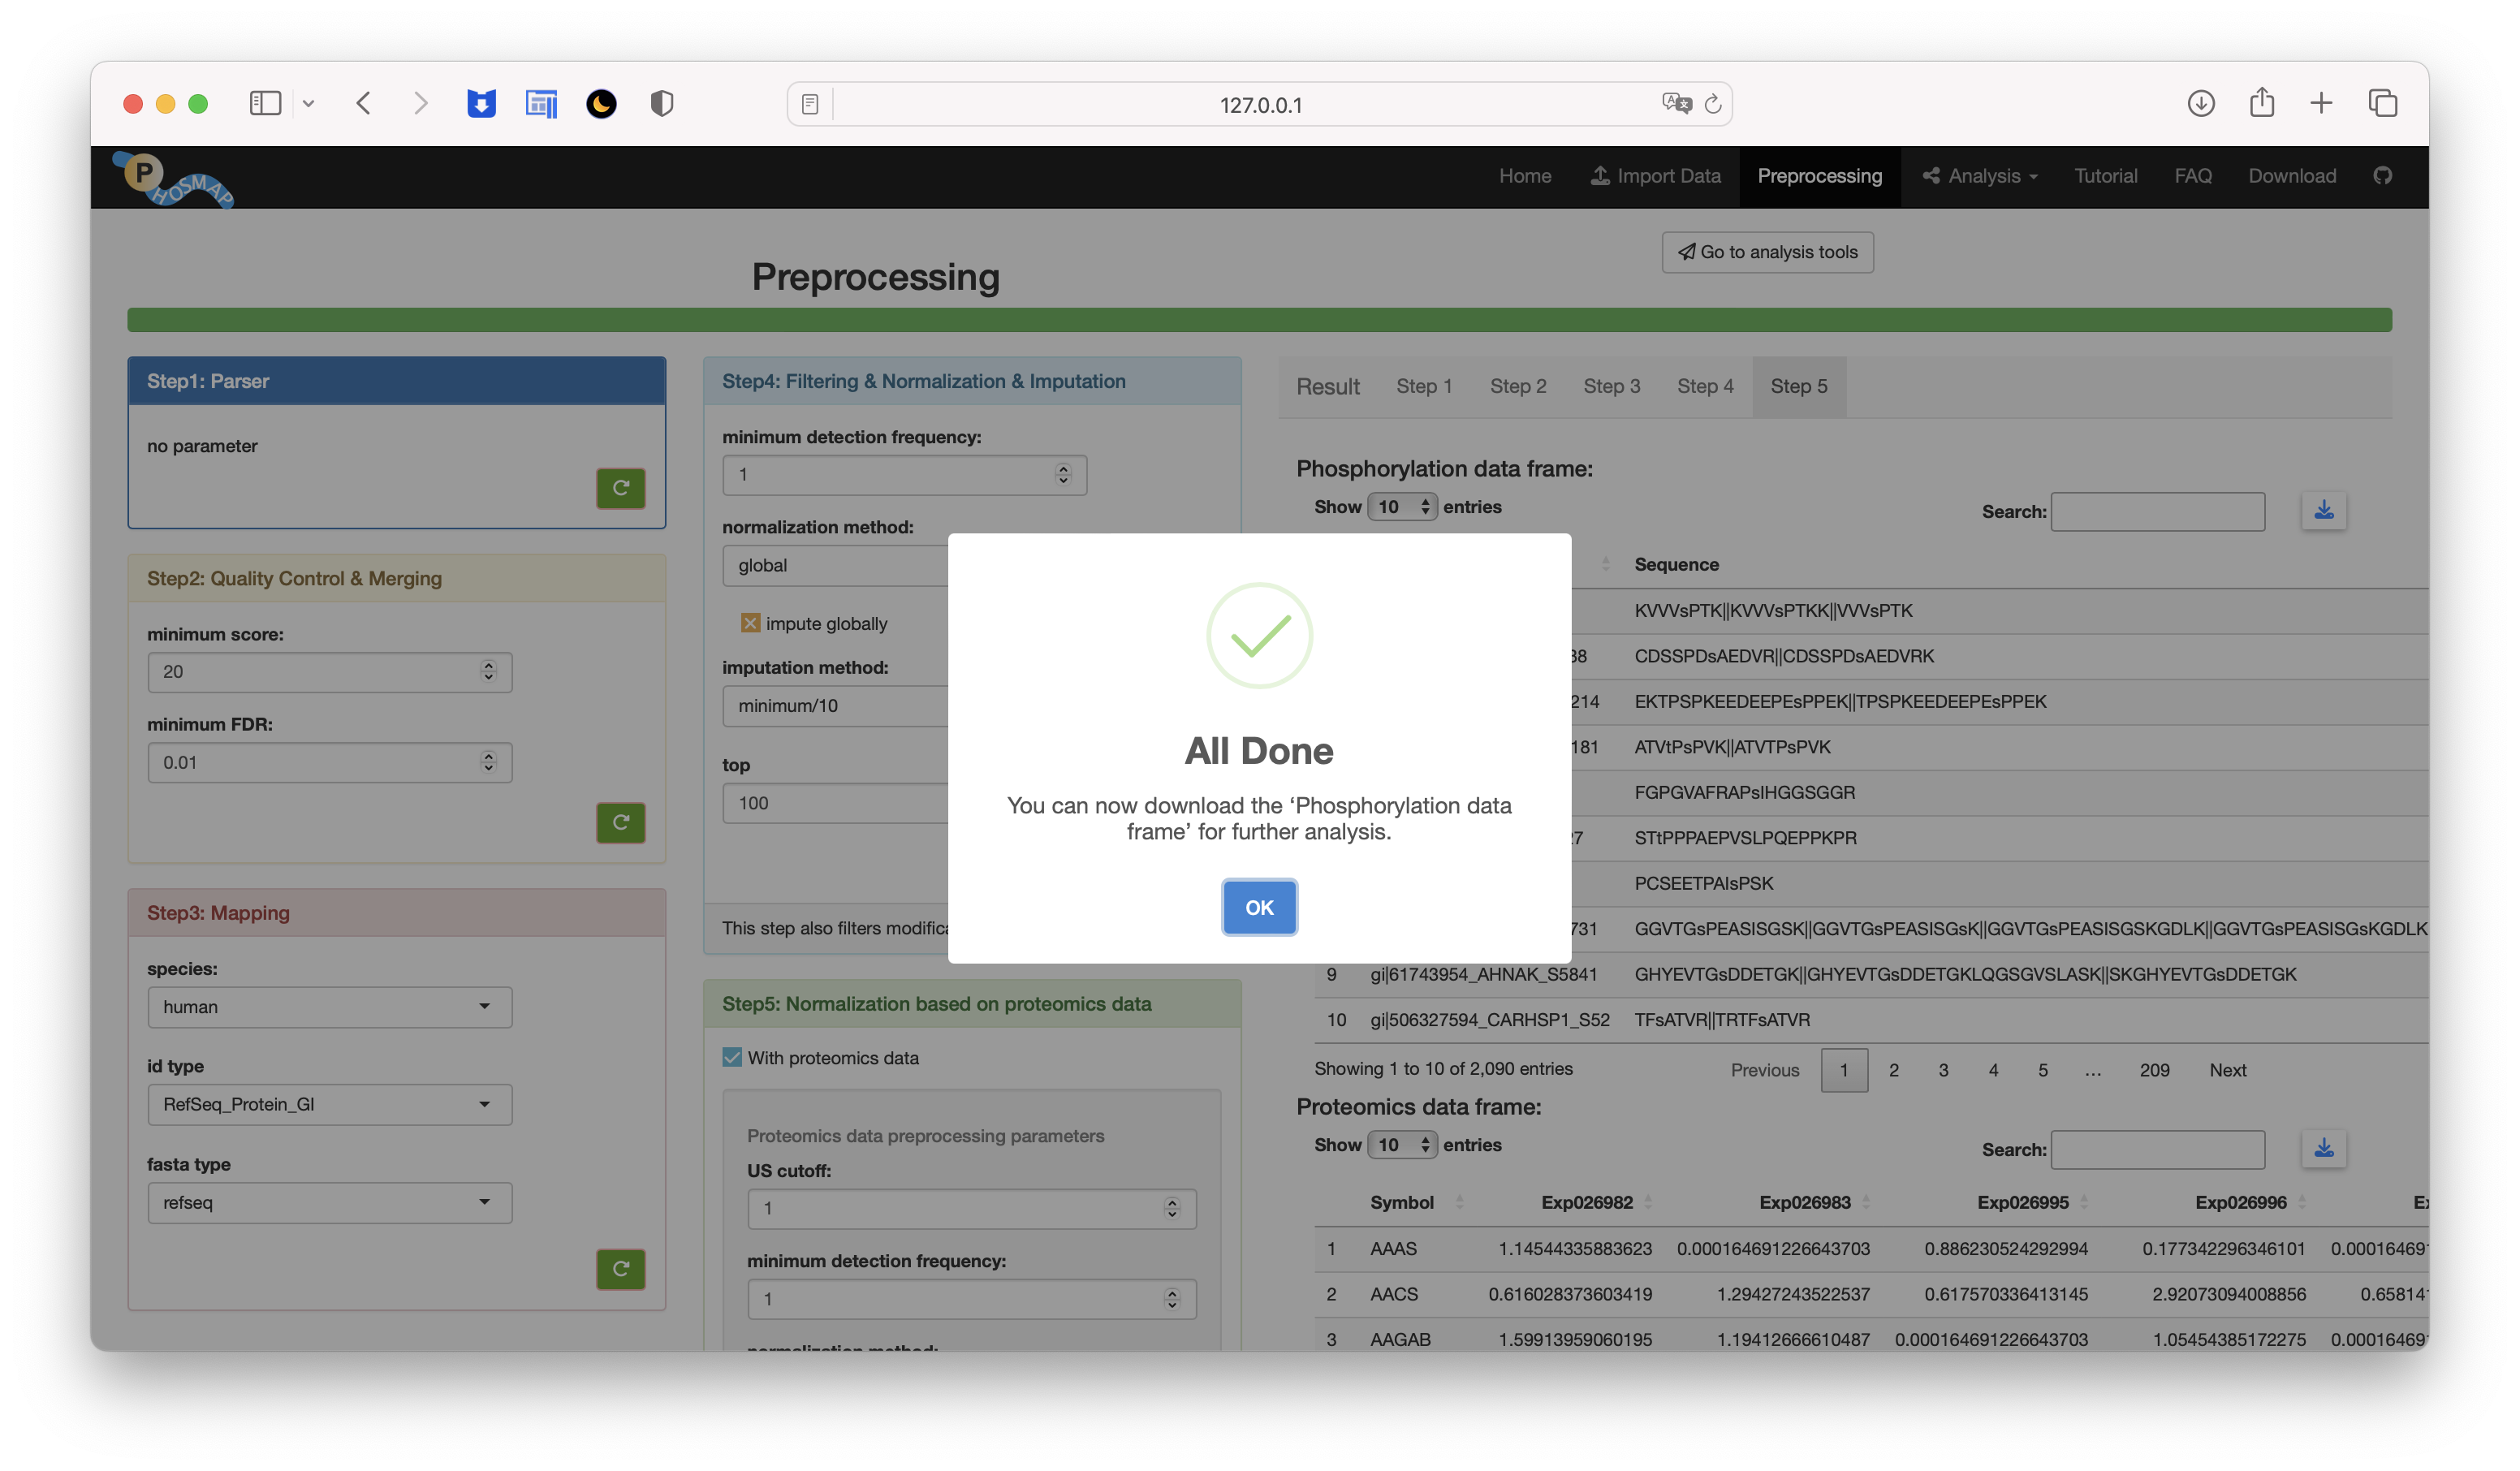 127.0.0.1
PHOSMAP
Home
Import Data
Preprocessing
Analysis
Tutorial
FAQ
Download
Go to analysis tools
Preprocessing
Step1: Parser
no parameter
Step2: Quality Control & Merging
minimum score:
20
minimum FDR:
0.01
Step3: Mapping
species:
human
id type
RefSeq_Protein_GI
fasta type
refseq
Step4: Filtering & Normalization & Imputation
minimum detection frequency:
1
normalization method:
global
impute globally
imputation method:
minimum/10
top
100
This step also filters modifica
Step5: Normalization based on proteomics data
With proteomics data
Proteomics data preprocessing parameters
US cutoff:
1
minimum detection frequency:
1
normalization method:
All Done
You can now download the ‘Phosphorylation data
frame’ for further analysis.
OK
Result Step 1 Step 2 Step 3 Step 4 Step 5
Phosphorylation data frame:
Show 10 entries
Search:
Sequence
KVVVsPTK||KVVVsPTKK||VVVsPTK
38 CDSSPDsAEDVR||CDSSPDsAEDVRK
214 EKTPSPKEEDEEPEsPPEK||TPSPKEEDEEPEsPPEK
181 ATVtPsPVK||ATVTPsPVK
FGPGVAFRAPsIHGGSGGR
27 STtPPPAEPVSLPQEPPKPR
PCSEETPAIsPSK
731 GGVTGsPEASISGSK||GGVTGsPEASISGsK||GGVTGsPEASISGSKGDLK||GGVTGsPEASISGsKGDLK
9 gi|61743954_AHNAK_S5841 GHYEVTGsDDETGK||GHYEVTGsDDETGKLQGSGVSLASK||SKGHYEVTGsDDETGK
10 gi|506327594_CARHSP1_S52 TFsATVR||TRTFsATVR
Showing 1 to 10 of 2,090 entries
Previous 1 2 3 4 5 … 209 Next
Proteomics data frame:
Show 10 entries
Search:
Symbol Exp026982 Exp026983 Exp026995 Exp026996
1 AAAS 1.14544335883623 0.000164691226643703 0.886230524292994 0.177342296346101 0.00016469
2 AACS 0.616028373603419 1.29427243522537 0.617570336413145 2.92073094008856 0.65814
3 AAGAB 1.59913959060195 1.19412666610487 0.000164691226643703 1.05454385172275 0.00016469